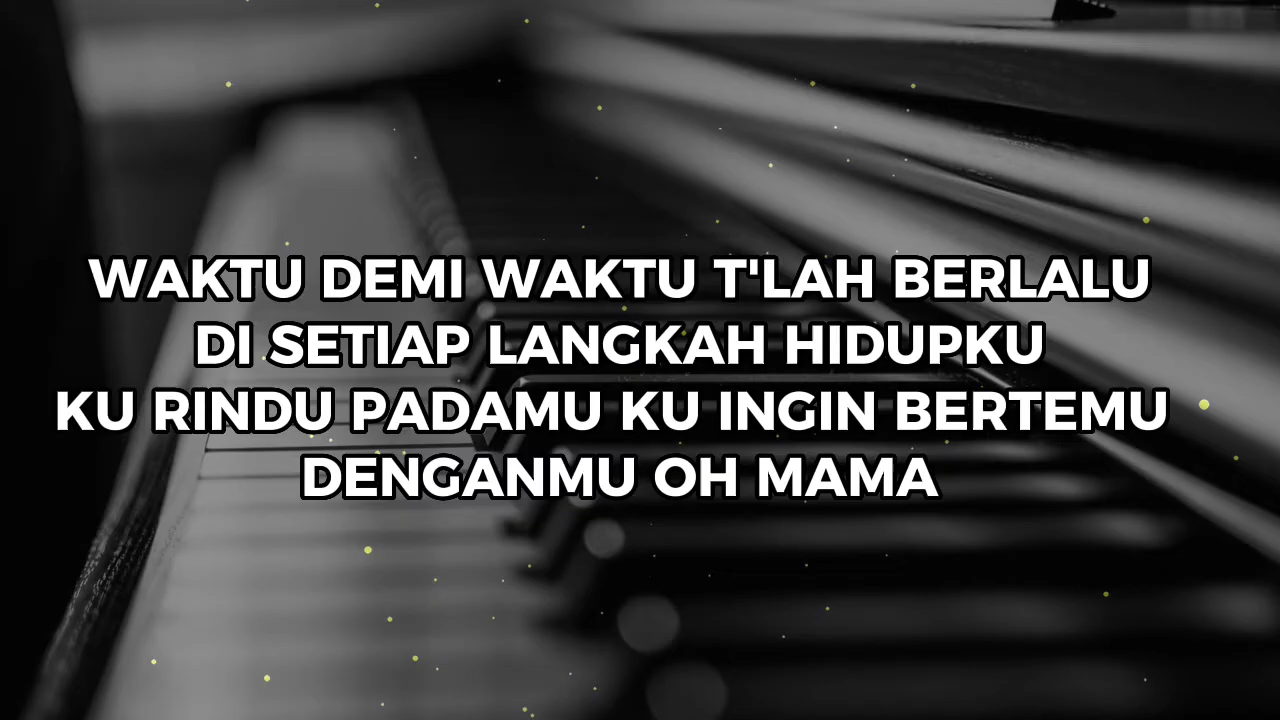 WAKTU DEMI WAKTU T'LAH BERLALU
DI SETIAP LANGKAH HIDUPKU
KU RINDU PADAMU KU INGIN BERTEMU
DENGANMU OH MAMA